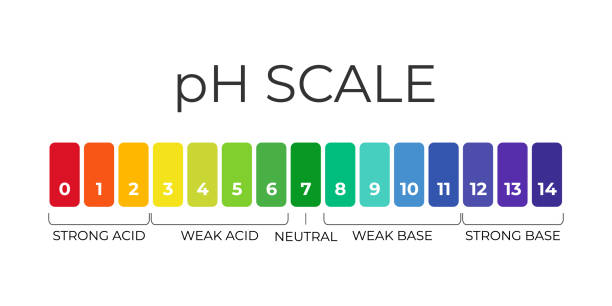 pH SCALE
0 1 2 3 4 5 6 7 8 9 10 11 12 13 14
STRONG ACID WEAK ACID NEUTRAL WEAK BASE STRONG BASE